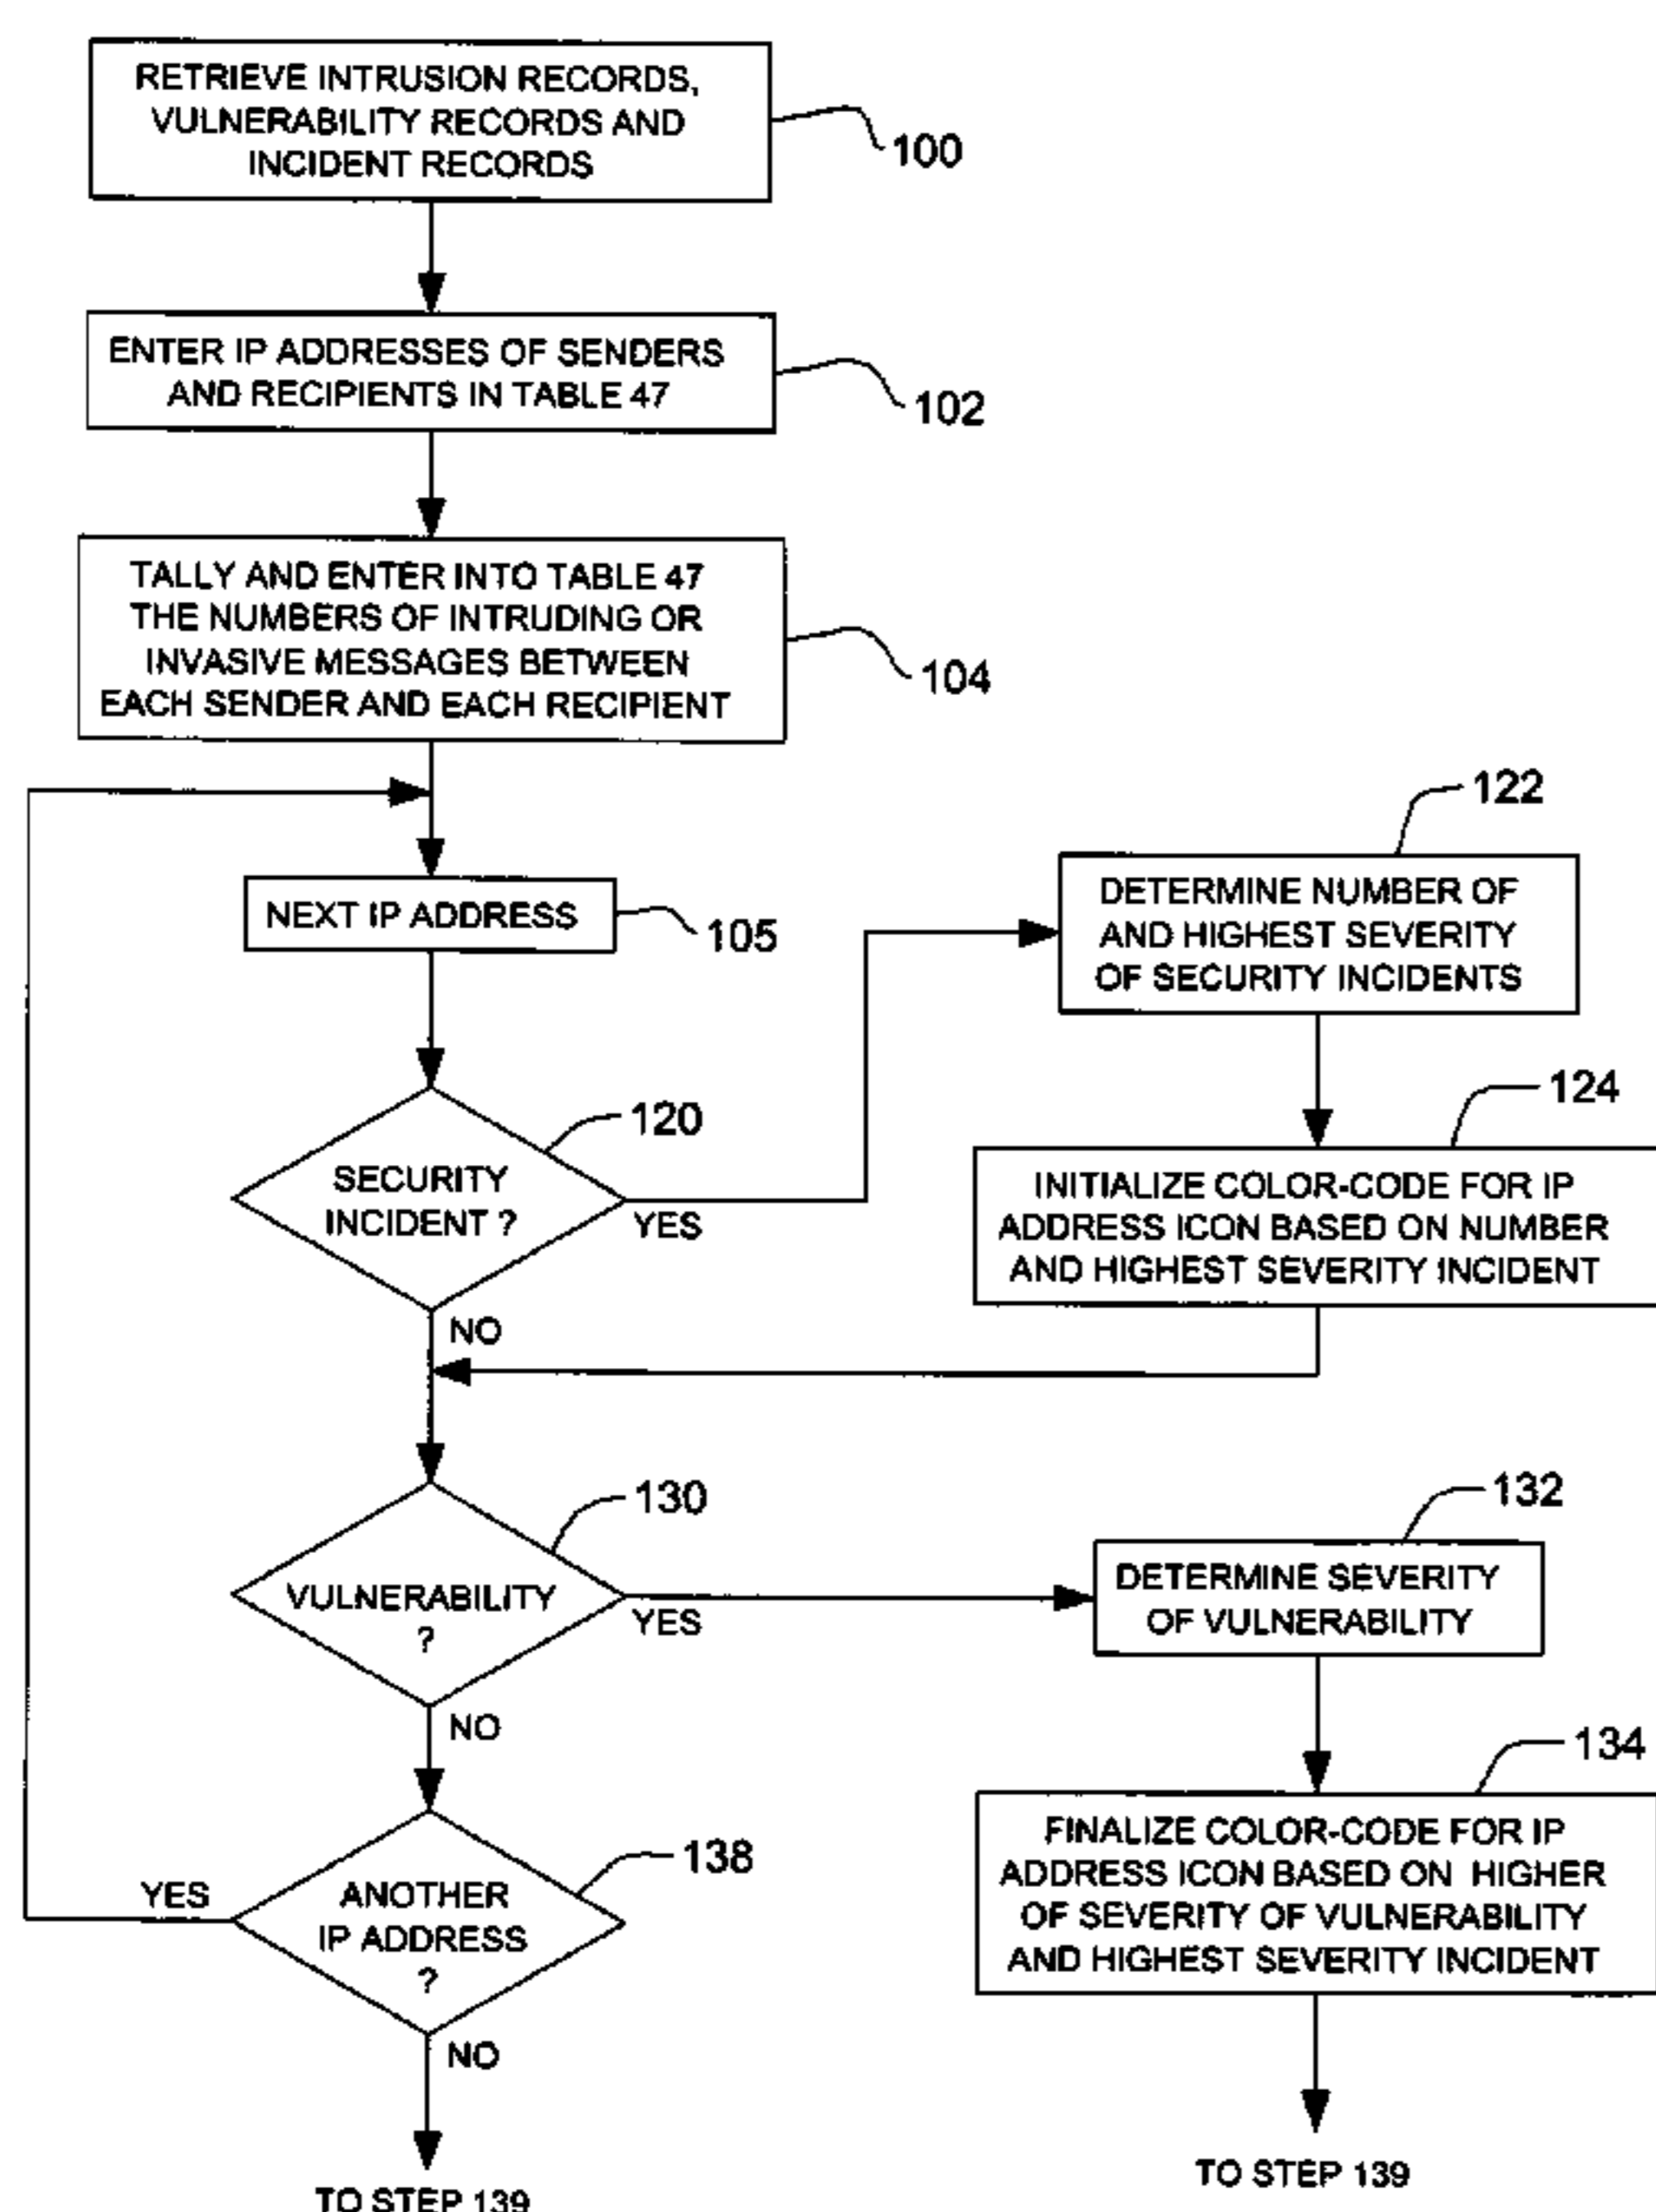 RETRIEVE INTRUSION RECORDS,
VULNERABILITY RECORDS AND
INCIDENT RECORDS
100
ENTER IP ADDRESSES OF SENDERS
AND RECIPIENTS IN TABLE 47
102
TALLY AND ENTER INTO TABLE 47
THE NUMBERS OF INTRUDING OR
INVASIVE MESSAGES BETWEEN
EACH SENDER AND EACH RECIPIENT
104
NEXT IP ADDRESS
105
122
DETERMINE NUMBER OF
AND HIGHEST SEVERITY
OF SECURITY INCIDENTS
120
SECURITY
INCIDENT ?
YES
NO
124
INITIALIZE COLOR-CODE FOR IP
ADDRESS ICON BASED ON NUMBER
AND HIGHEST SEVERITY INCIDENT
130
VULNERABILITY
?
YES
NO
132
DETERMINE SEVERITY
OF VULNERABILITY
134
FINALIZE COLOR-CODE FOR IP
ADDRESS ICON BASED ON HIGHER
OF SEVERITY OF VULNERABILITY
AND HIGHEST SEVERITY INCIDENT
138
YES
ANOTHER
IP ADDRESS
?
NO
TO STEP 139
TO STEP 139